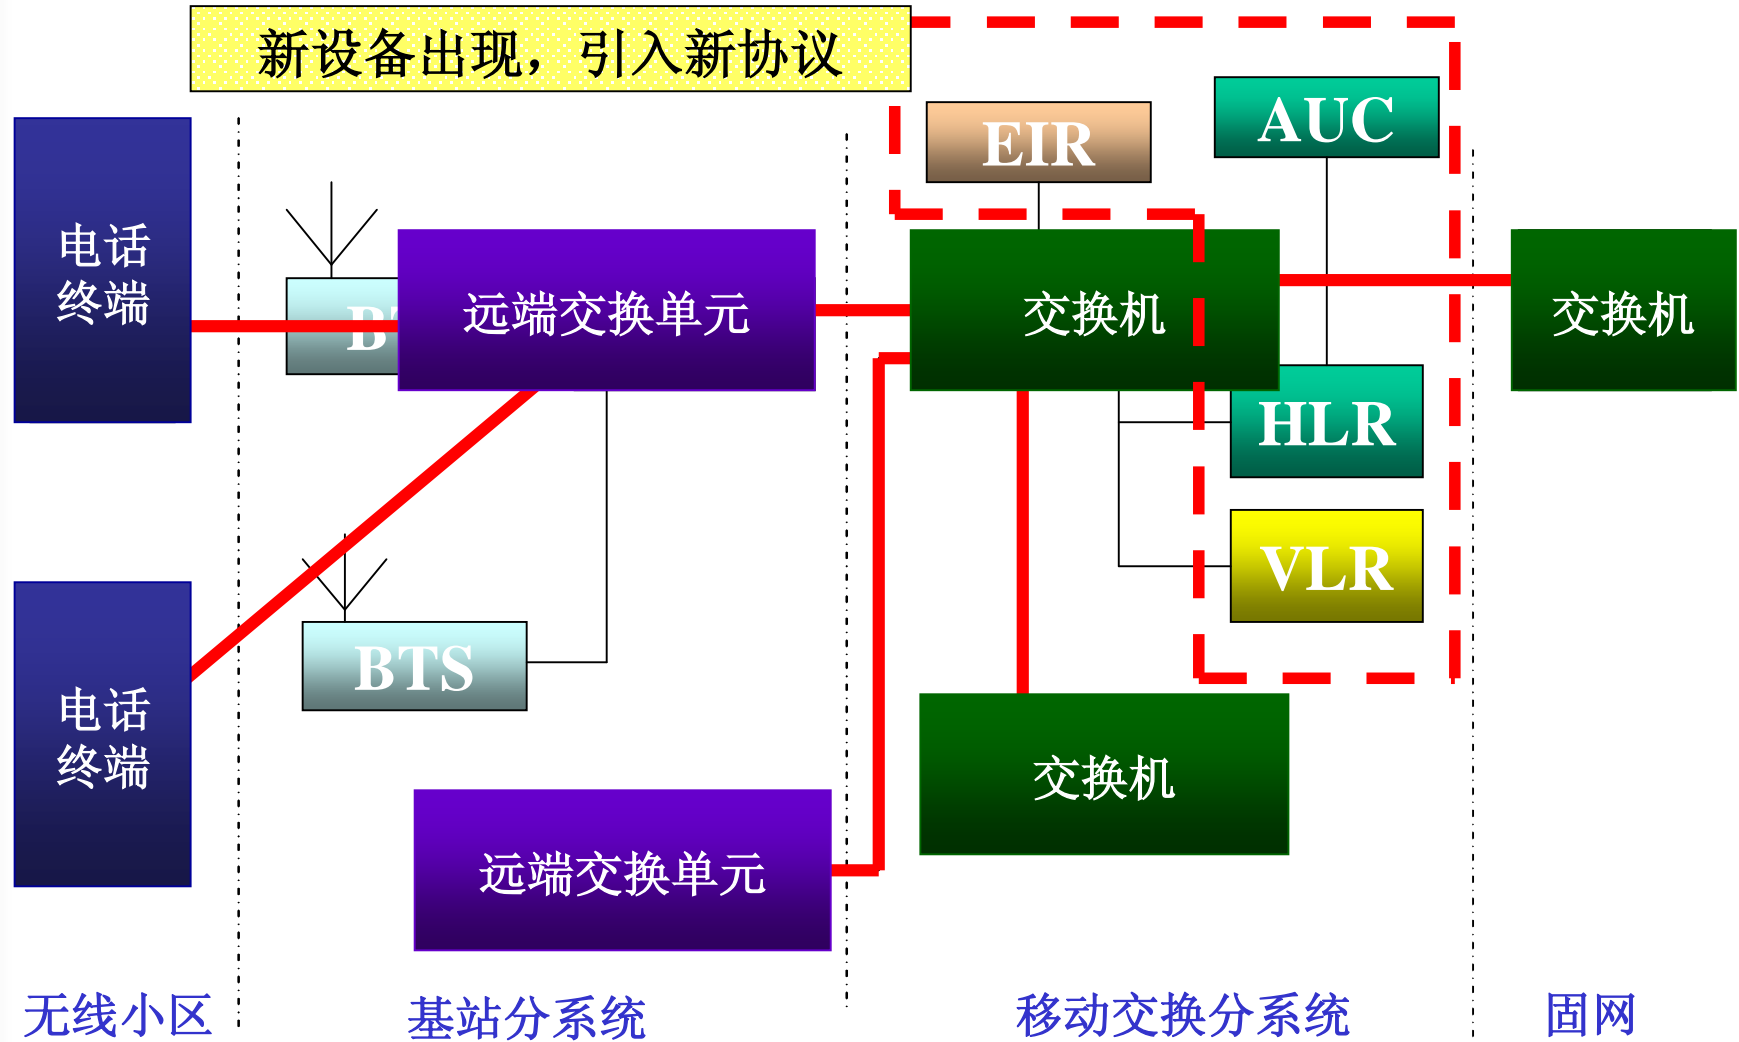 新设备出现，引入新协议
EIR
AUC
电话
终端
BT
远端交换单元
交换机
交换机
HLR
VLR
BTS
电话
终端
交换机
远端交换单元
无线小区
基站分系统
移动交换分系统
固网